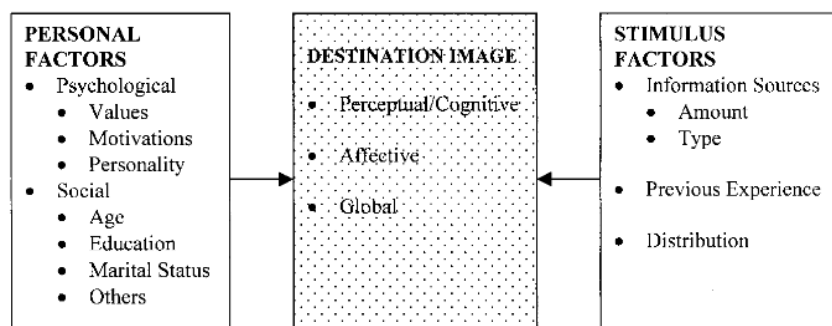 PERSONAL
FACTORS
• Psychological
• Values
• Motivations
• Personality
• Social
• Age
• Education
• Marital Status
• Others
DESTINATION IMAGE
• Perceptual/Cognitive
• Affective
• Global
STIMULUS
FACTORS
• Information Sources
• Amount
• Type
• Previous Experience
• Distribution